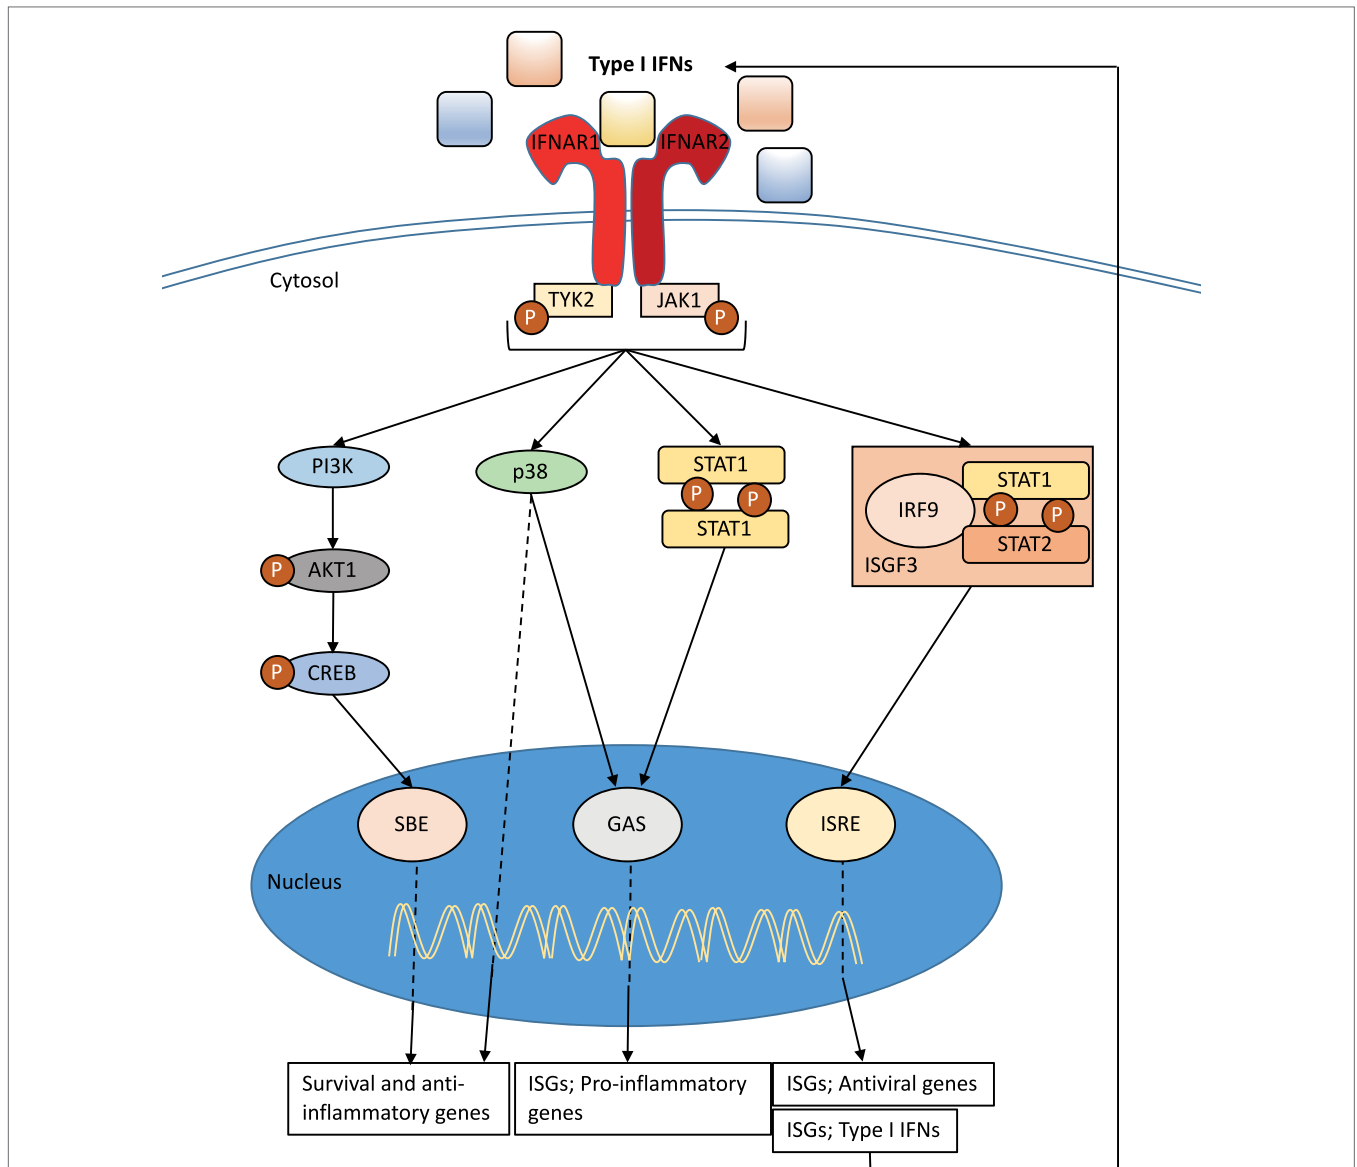 Type I IFNs
IFNAR1
IFNAR2
Cytosol
TYK2
JAK1
P
P
PI3K
p38
STAT1
P
P
STAT1
STAT1
IRF9
P
P
STAT2
ISGF3
P
AKT1
P
CREB
SBE
GAS
ISRE
Nucleus
Survival and anti-
inflammatory genes
ISGs; Pro-inflammatory
genes
ISGs; Antiviral genes
ISGs; Type I IFNs